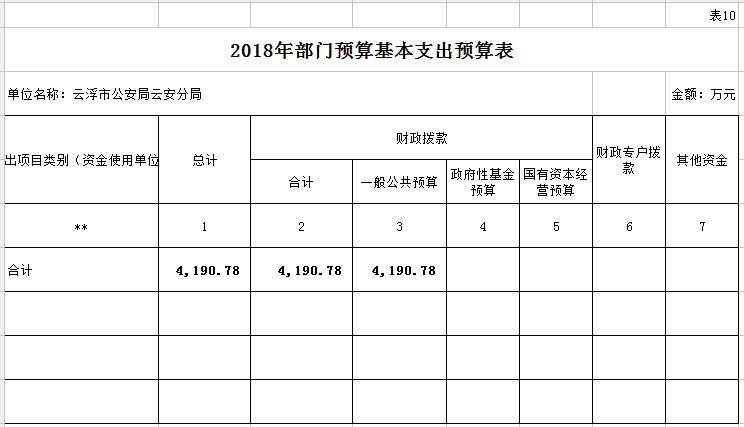 表10
2018年部门预算基本支出预算表
单位名称：云浮市公安局云安分局 金额：万元
出项目类别（资金使用单位 总计 财政拨款 财政专户拨款 其他资金
合计 一般公共预算 政府性基金预算 国有资本经营预算
** 1 2 3 4 5 6 7
合计 4,190.78 4,190.78 4,190.78